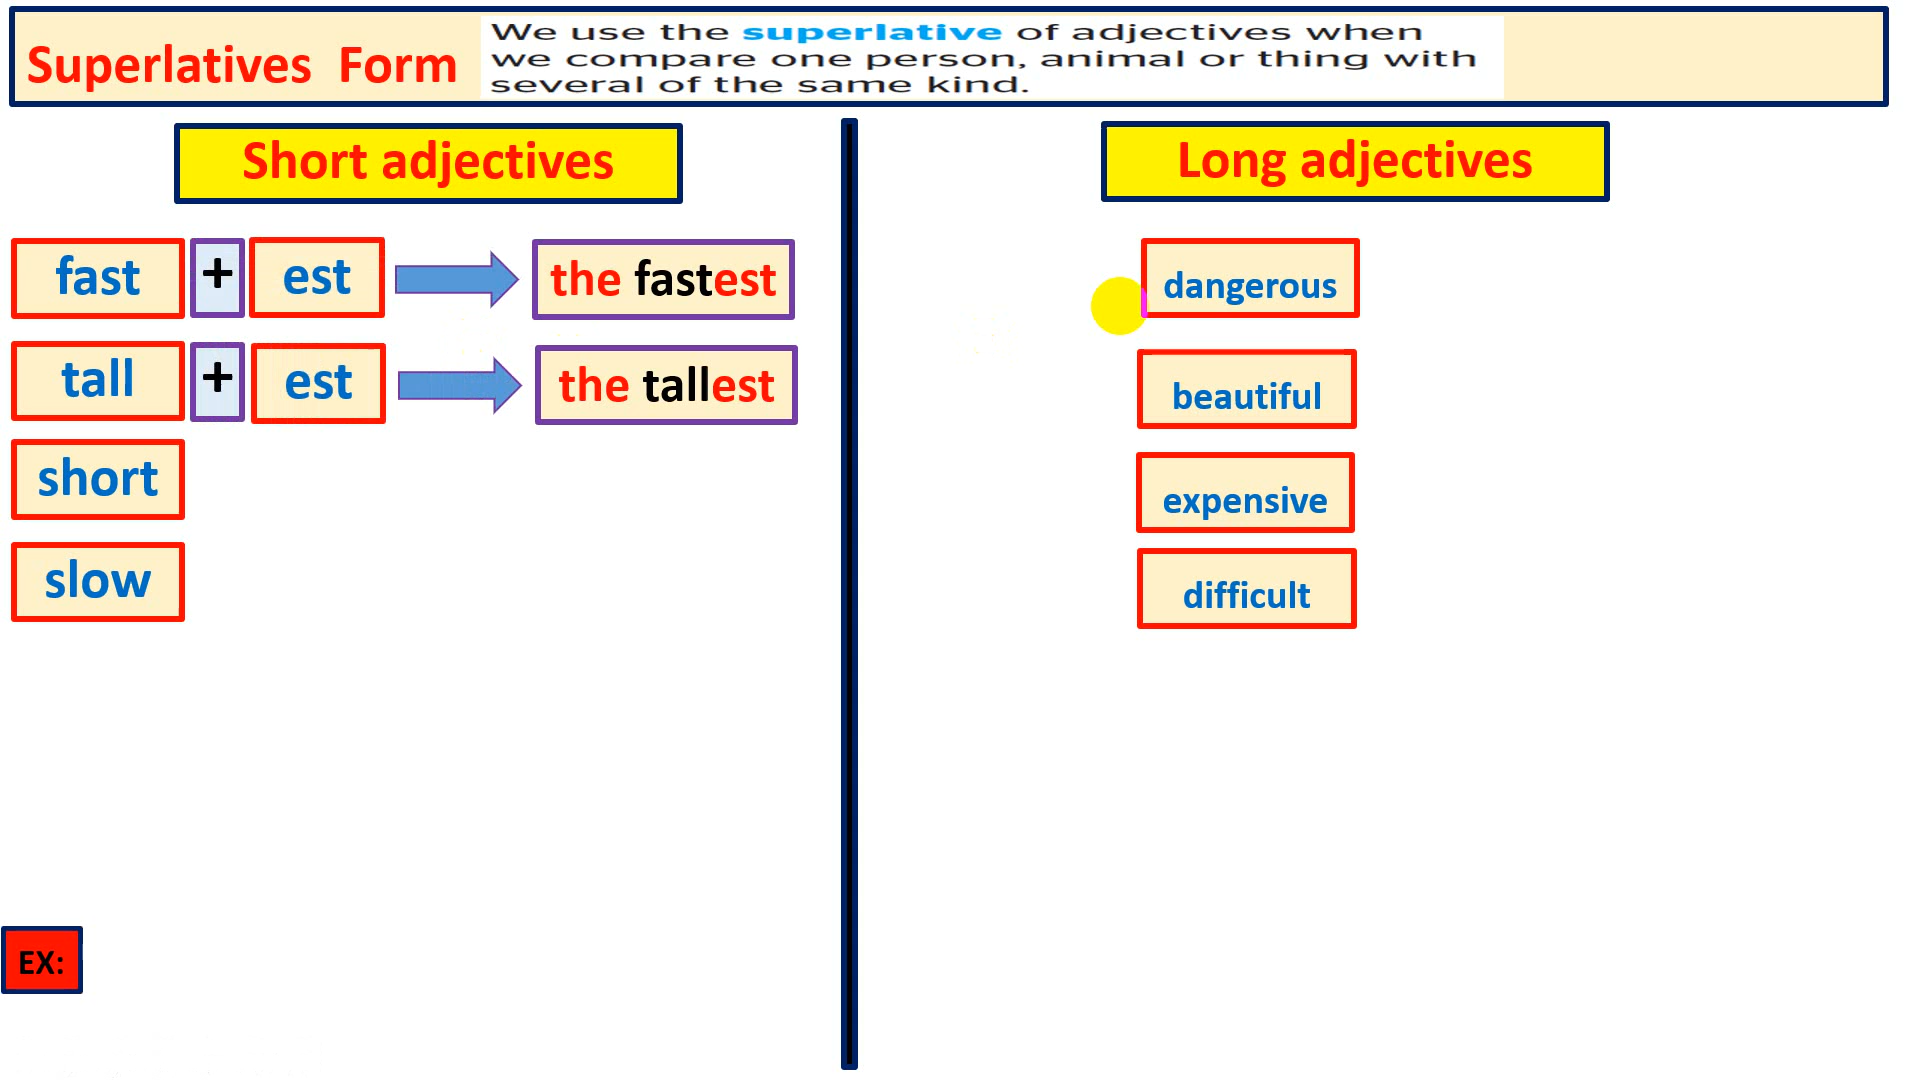 Superlatives Form
We use the superlative of adjectives when
we compare one person, animal or thing with
several of the same kind.
Short adjectives
fast + est the fastest
tall + est the tallest
short
slow
EX:
Long adjectives
dangerous
beautiful
expensive
difficult